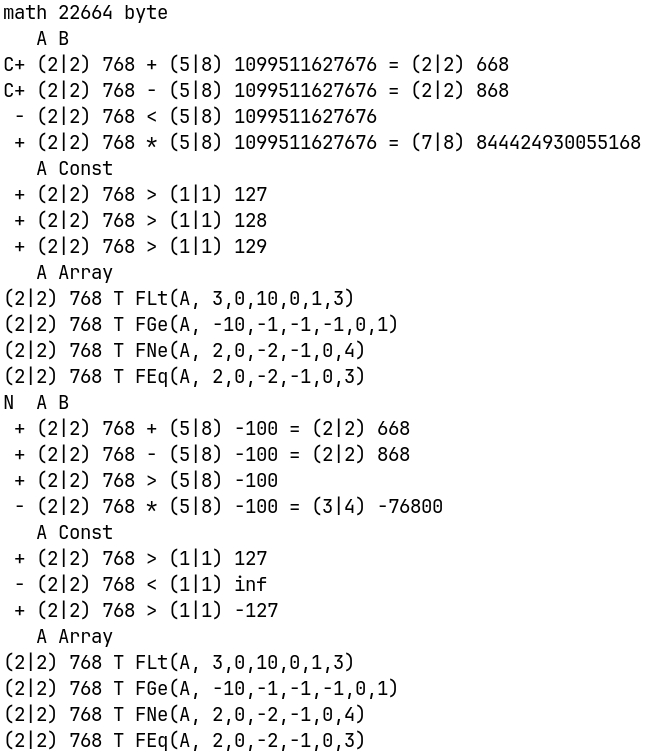 math 22664 byte
   A B
C+ (2|2) 768 + (5|8) 1099511627676 = (2|2) 668
C+ (2|2) 768 - (5|8) 1099511627676 = (2|2) 868
 - (2|2) 768 < (5|8) 1099511627676
 + (2|2) 768 * (5|8) 1099511627676 = (7|8) 844424930055168
   A Const
 + (2|2) 768 > (1|1) 127
 + (2|2) 768 > (1|1) 128
 + (2|2) 768 > (1|1) 129
   A Array
(2|2) 768 T FLt(A, 3,0,10,0,1,3)
(2|2) 768 T FGe(A, -10,-1,-1,-1,0,1)
(2|2) 768 T FNe(A, 2,0,-2,-1,0,4)
(2|2) 768 T FEq(A, 2,0,-2,-1,0,3)
N  A B
 + (2|2) 768 + (5|8) -100 = (2|2) 668
 + (2|2) 768 - (5|8) -100 = (2|2) 868
 + (2|2) 768 > (5|8) -100
 - (2|2) 768 * (5|8) -100 = (3|4) -76800
   A Const
 + (2|2) 768 > (1|1) 127
 - (2|2) 768 < (1|1) inf
 + (2|2) 768 > (1|1) -127
   A Array
(2|2) 768 T FLt(A, 3,0,10,0,1,3)
(2|2) 768 T FGe(A, -10,-1,-1,-1,0,1)
(2|2) 768 T FNe(A, 2,0,-2,-1,0,4)
(2|2) 768 T FEq(A, 2,0,-2,-1,0,3)